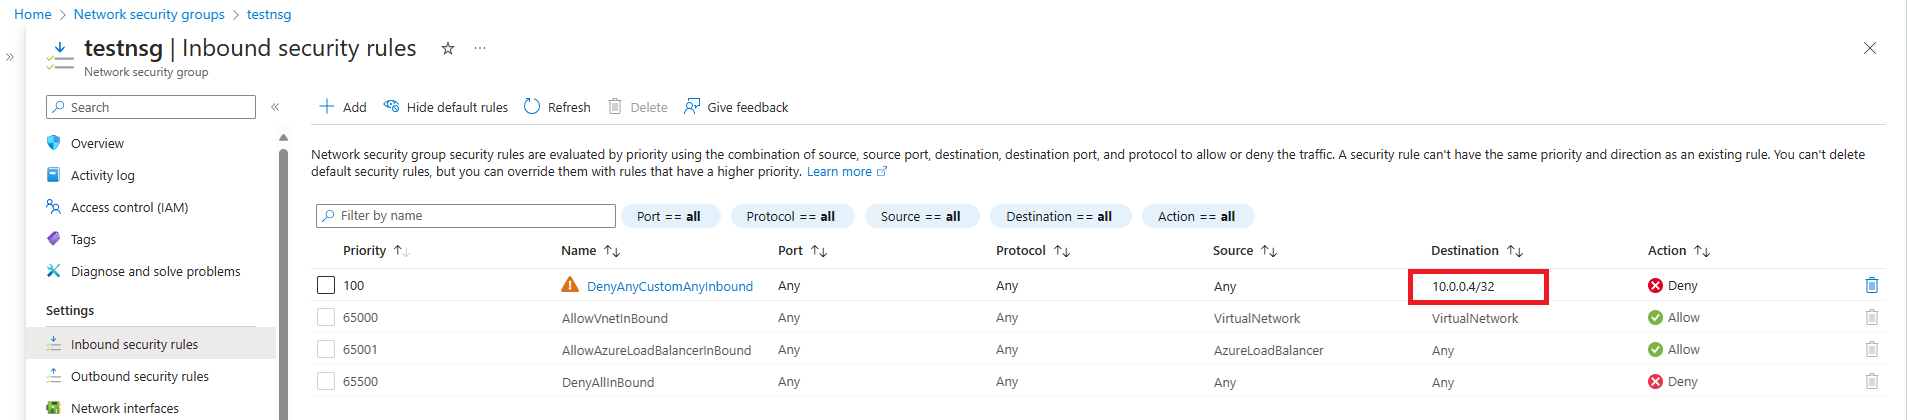 Home > Network security groups > testnsg
testnsg | Inbound security rules
Network security group
Search
Overview
Activity log
Access control (IAM)
Tags
Diagnose and solve problems
Settings
Inbound security rules
Outbound security rules
Network interfaces
Add Hide default rules Refresh Delete Give feedback
Network security group security rules are evaluated by priority using the combination of source, source port, destination, destination port, and protocol to allow or deny the traffic. A security rule can't have the same priority and direction as an existing rule. You can't delete
default security rules, but you can override them with rules that have a higher priority. Learn more
Filter by name Port == all Protocol == all Source == all Destination == all Action == all
Priority Name Port Protocol Source Destination Action
100 DenyAnyCustomAnyInbound Any Any Any 10.0.0.4/32 Deny
65000 AllowVnetInBound Any Any VirtualNetwork VirtualNetwork Allow
65001 AllowAzureLoadBalancerInBound Any Any AzureLoadBalancer Any Allow
65500 DenyAllInBound Any Any Any Any Deny